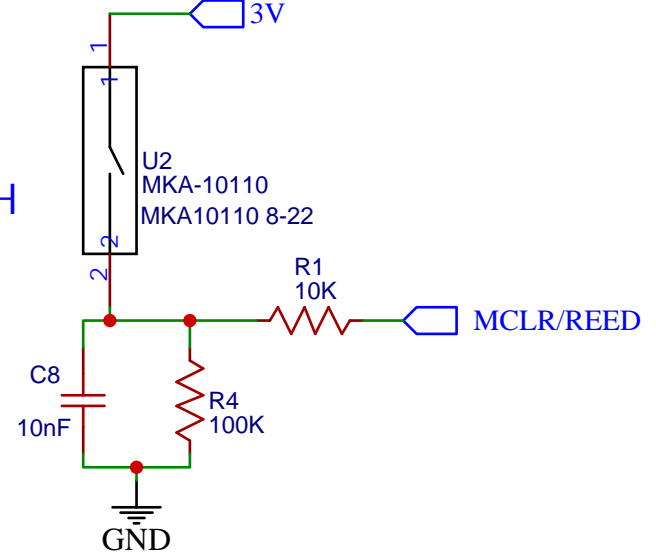 3V
1
1
U2
MKA-10110
H
MKA10110 8-22
2
2
R1
10K
MCLR/REED
C8
R4
10nF
100K
GND